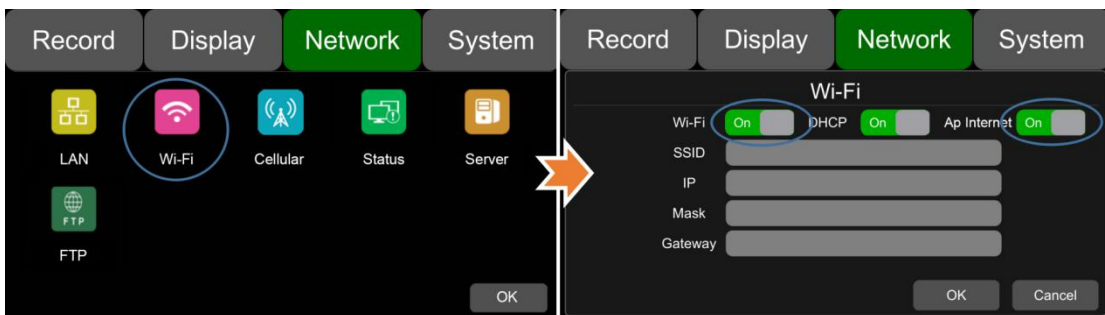 Record Display Network System
LAN Wi-Fi Cellular Status Server
FTP
FTP
OK
Record Display Network System
Wi-Fi
Wi-Fi On DHCP On Ap Internet On
SSID
IP
Mask
Gateway
OK Cancel